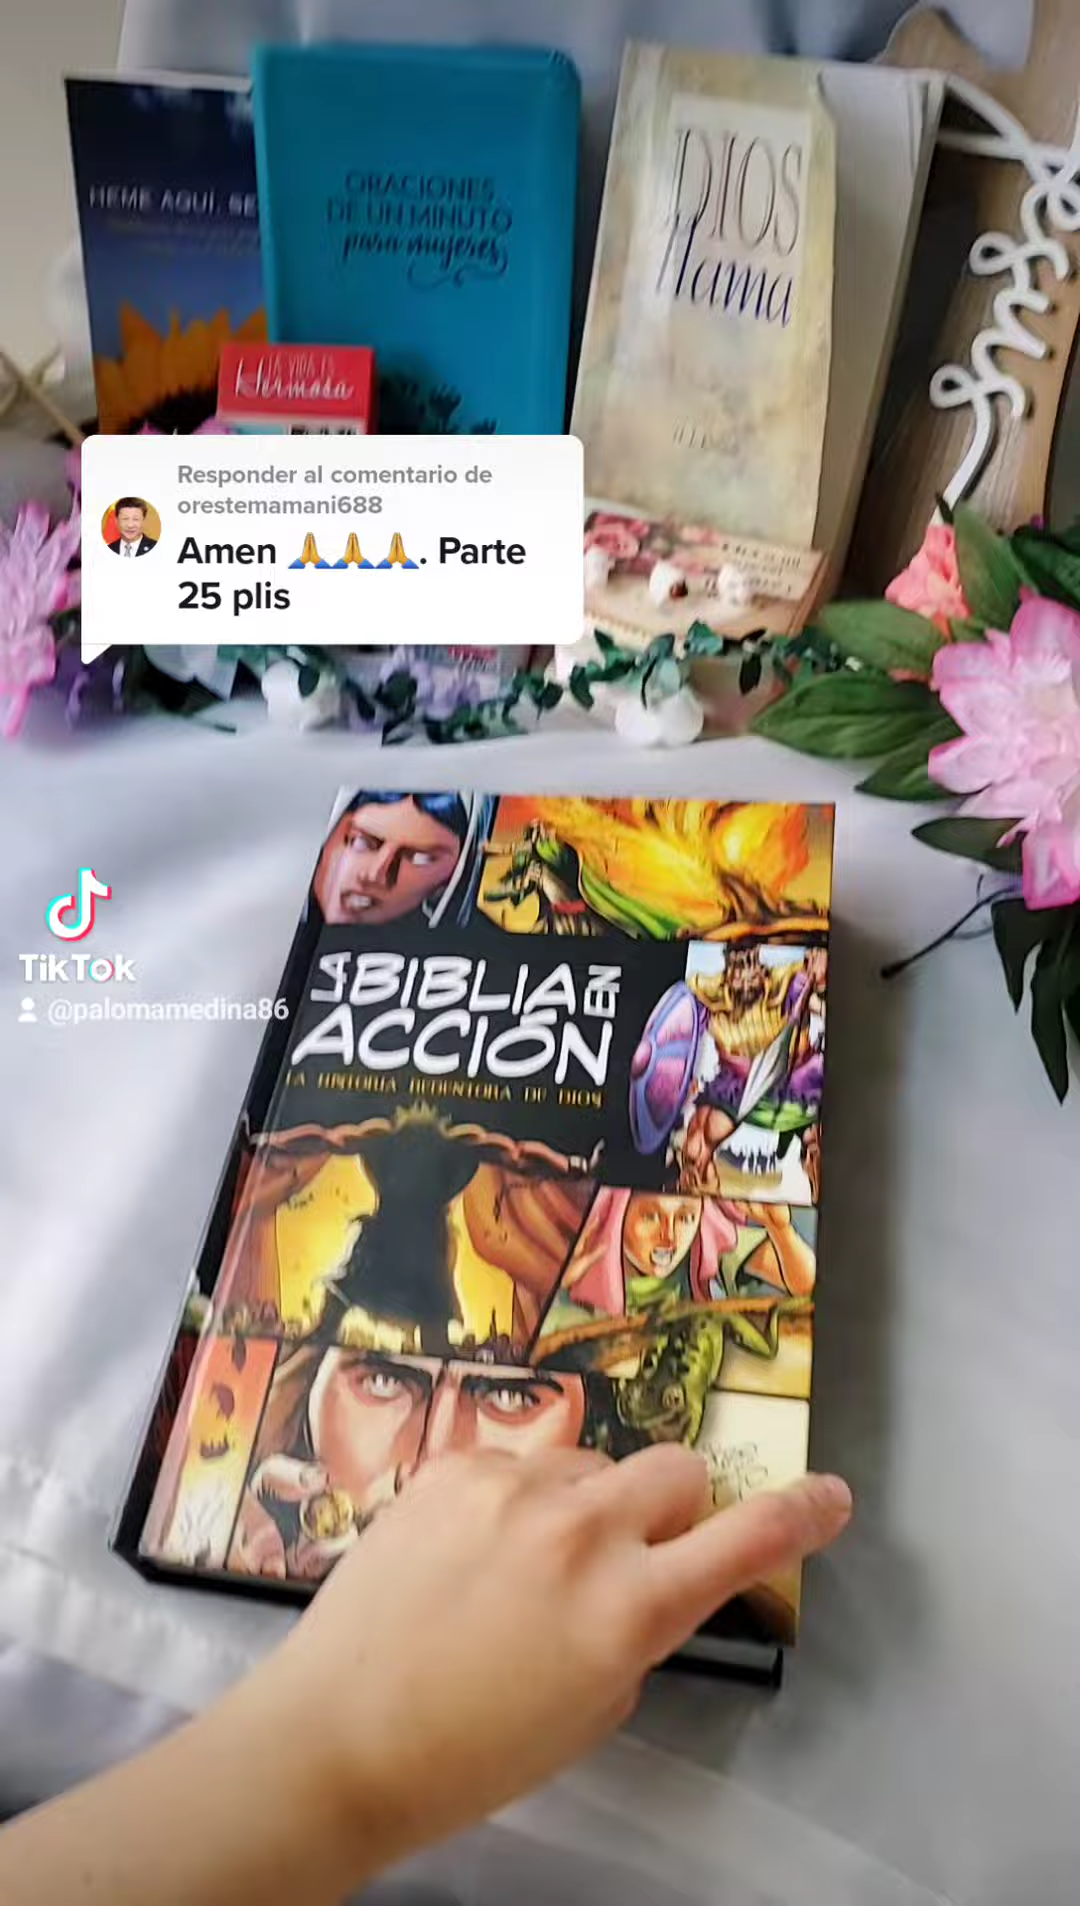 HEME AQUÍ, SE
ORACIONES
DE UN MINUTO
para mujeres
DIOS
llama
Jesús
LA VIDA ES
Hermosa
Responder al comentario de
orestemamani688
Amen 🙏🙏🙏. Parte
25 plis
TikTok
@palomamedina86
LA BIBLIA EN
ACCIÓN
LA HISTORIA REDENTORA DE DIOS